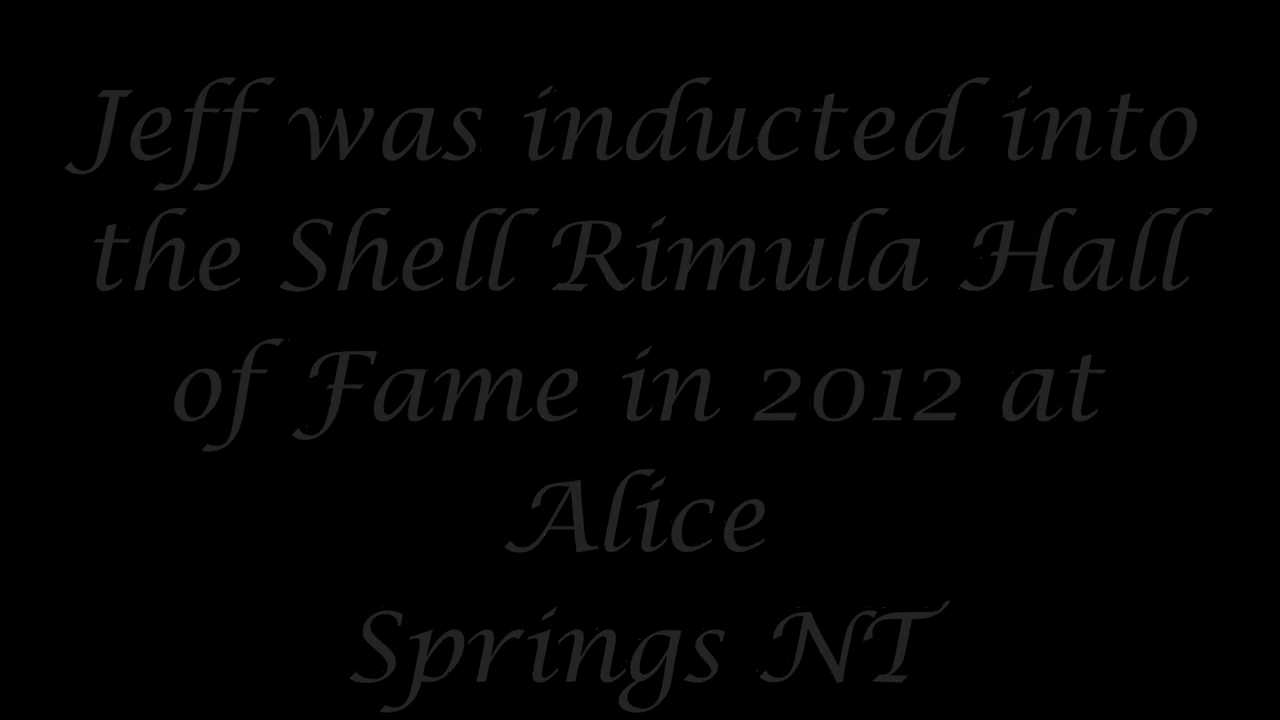 Jeff was inducted into
the Shell Rimula Hall
of Fame in 2012 at
Alice
Springs NT